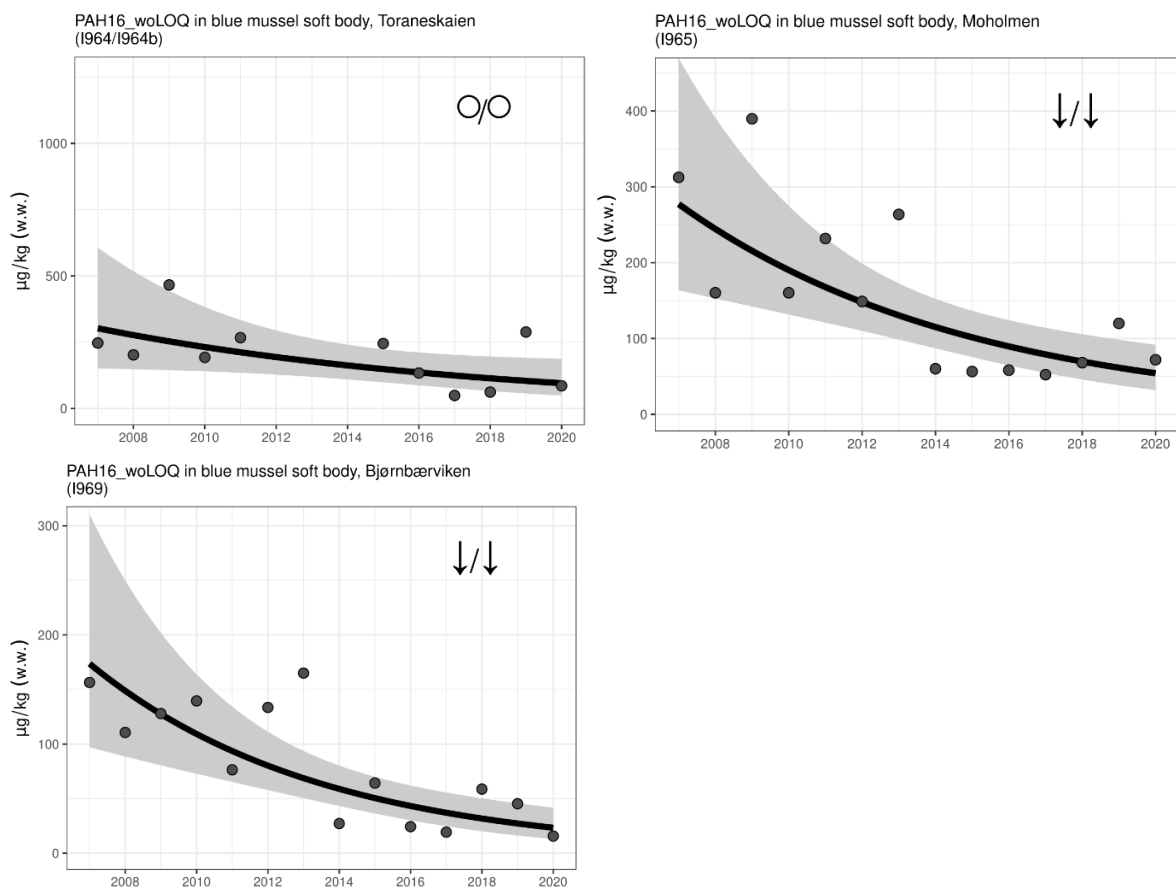 PAH16_woLOQ in blue mussel soft body, Toraneskaien
(I964/I964b)
1000
500
0
µg/kg (w.w.)
○/○
2008 2010 2012 2014 2016 2018 2020
PAH16_woLOQ in blue mussel soft body, Moholmen
(I965)
400
300
200
100
0
µg/kg (w.w.)
↓/↓
2008 2010 2012 2014 2016 2018 2020
PAH16_woLOQ in blue mussel soft body, Bjørnbærviken
(I969)
300
200
100
0
µg/kg (w.w.)
↓/↓
2008 2010 2012 2014 2016 2018 2020